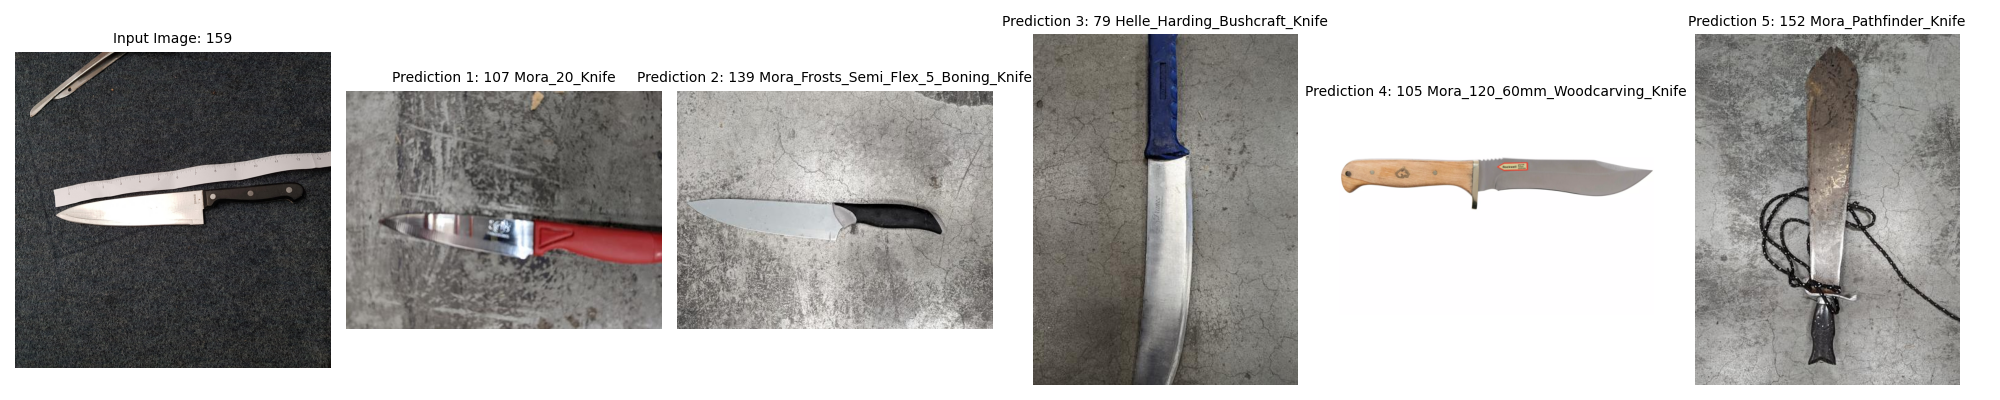 Input Image: 159
Prediction 1: 107 Mora_20_Knife
Prediction 2: 139 Mora_Frosts_Semi_Flex_5_Boning_Knife
Prediction 3: 79 Helle_Harding_Bushcraft_Knife
Prediction 4: 105 Mora_120_60mm_Woodcarving_Knife
Prediction 5: 152 Mora_Pathfinder_Knife